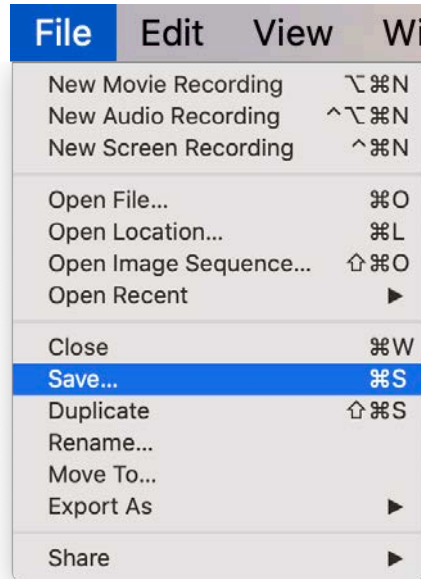 File Edit View Wi
New Movie Recording ⌥⌘N
New Audio Recording ^⌥⌘N
New Screen Recording ^⌘N
Open File... ⌘O
Open Location... ⌘L
Open Image Sequence... ⇧⌘O
Open Recent ▶
Close ⌘W
Save... ⌘S
Duplicate ⇧⌘S
Rename...
Move To...
Export As ▶
Share ▶